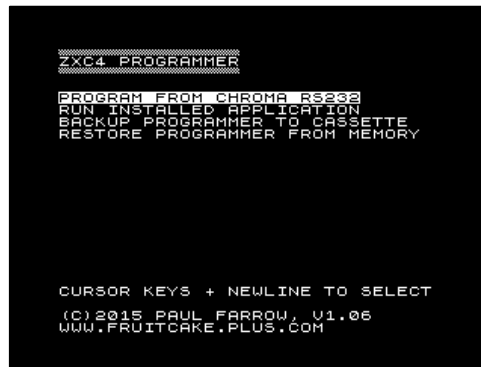 ZXC4 PROGRAMMER
PROGRAM FROM CHROMA RS232
RUN INSTALLED APPLICATION
BACKUP PROGRAMMER TO CASSETTE
RESTORE PROGRAMMER FROM MEMORY
CURSOR KEYS + NEWLINE TO SELECT
(C)2015 PAUL FARROW, V1.06
WWW.FRUITCAKE.PLUS.COM